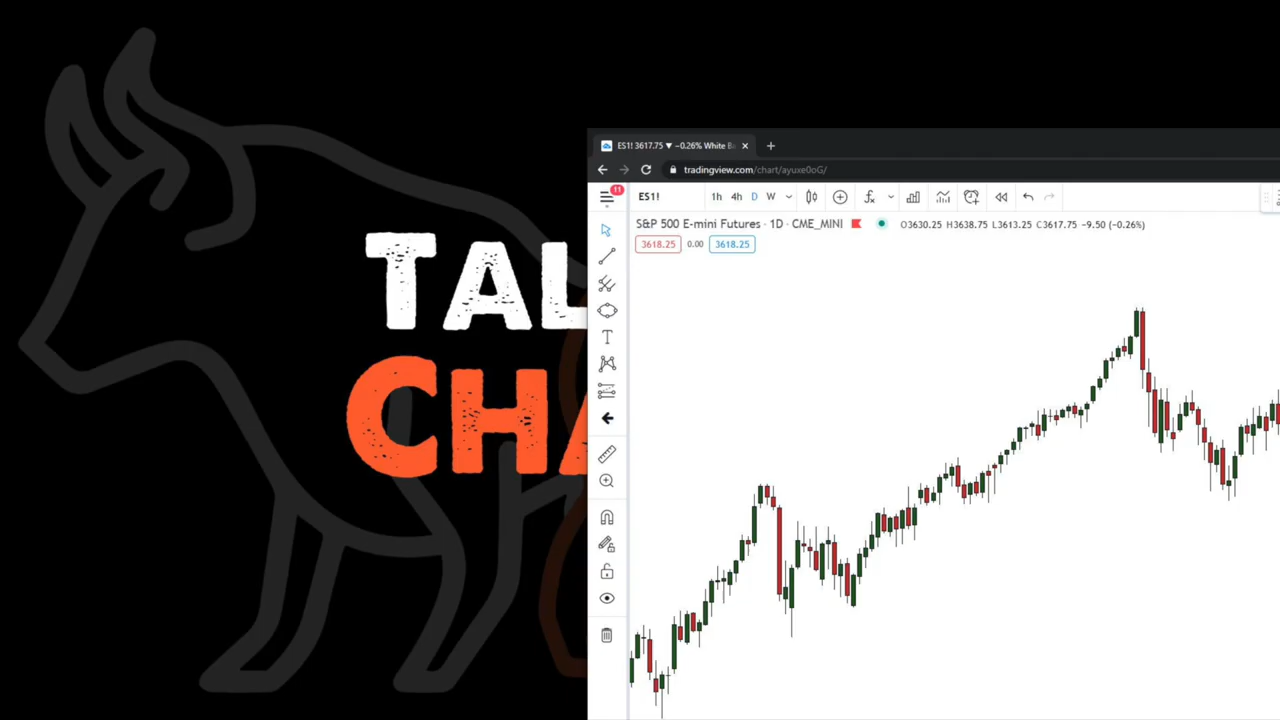 TAL
CHA
ES1! 3617.75 ▼ −0.26% White B
tradingview.com/chart/ayuxe0oG/
11
ES1!
1h 4h D W
S&P 500 E-mini Futures · 1D · CME_MINI
O3630.25 H3638.75 L3613.25 C3617.75 −9.50 (−0.26%)
3618.25 0.00 3618.25